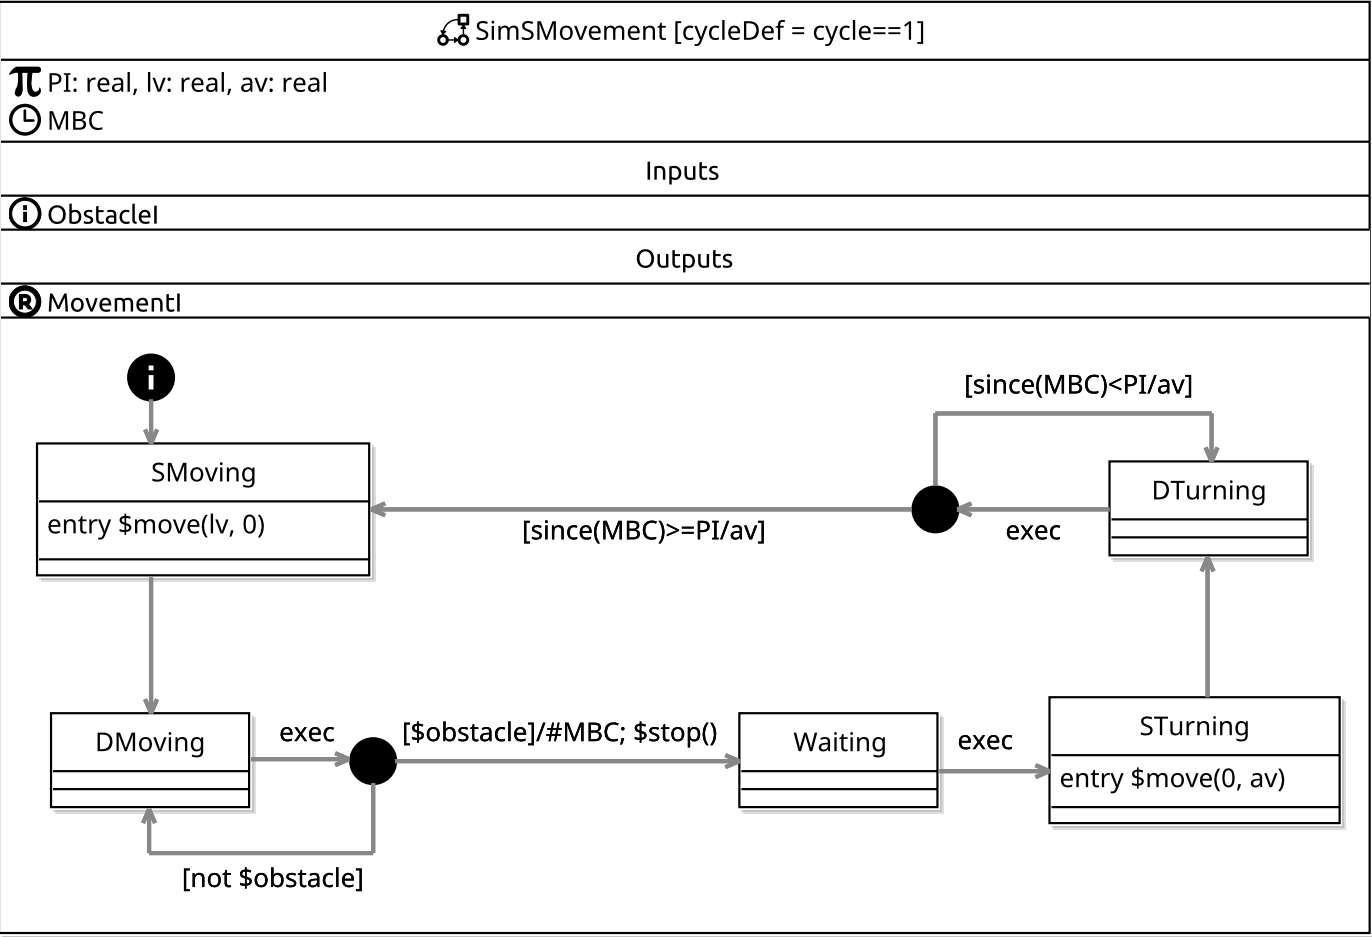 SimSMovement [cycleDef = cycle==1]
PI: real, lv: real, av: real
MBC
Inputs
i ObstacleI
Outputs
R MovementI
i
[since(MBC)<PI/av]
SMoving
entry $move(lv, 0)
DTurning
[since(MBC)>=PI/av]
exec
DMoving
exec
[$obstacle]/#MBC; $stop()
Waiting
exec
STurning
entry $move(0, av)
[not $obstacle]